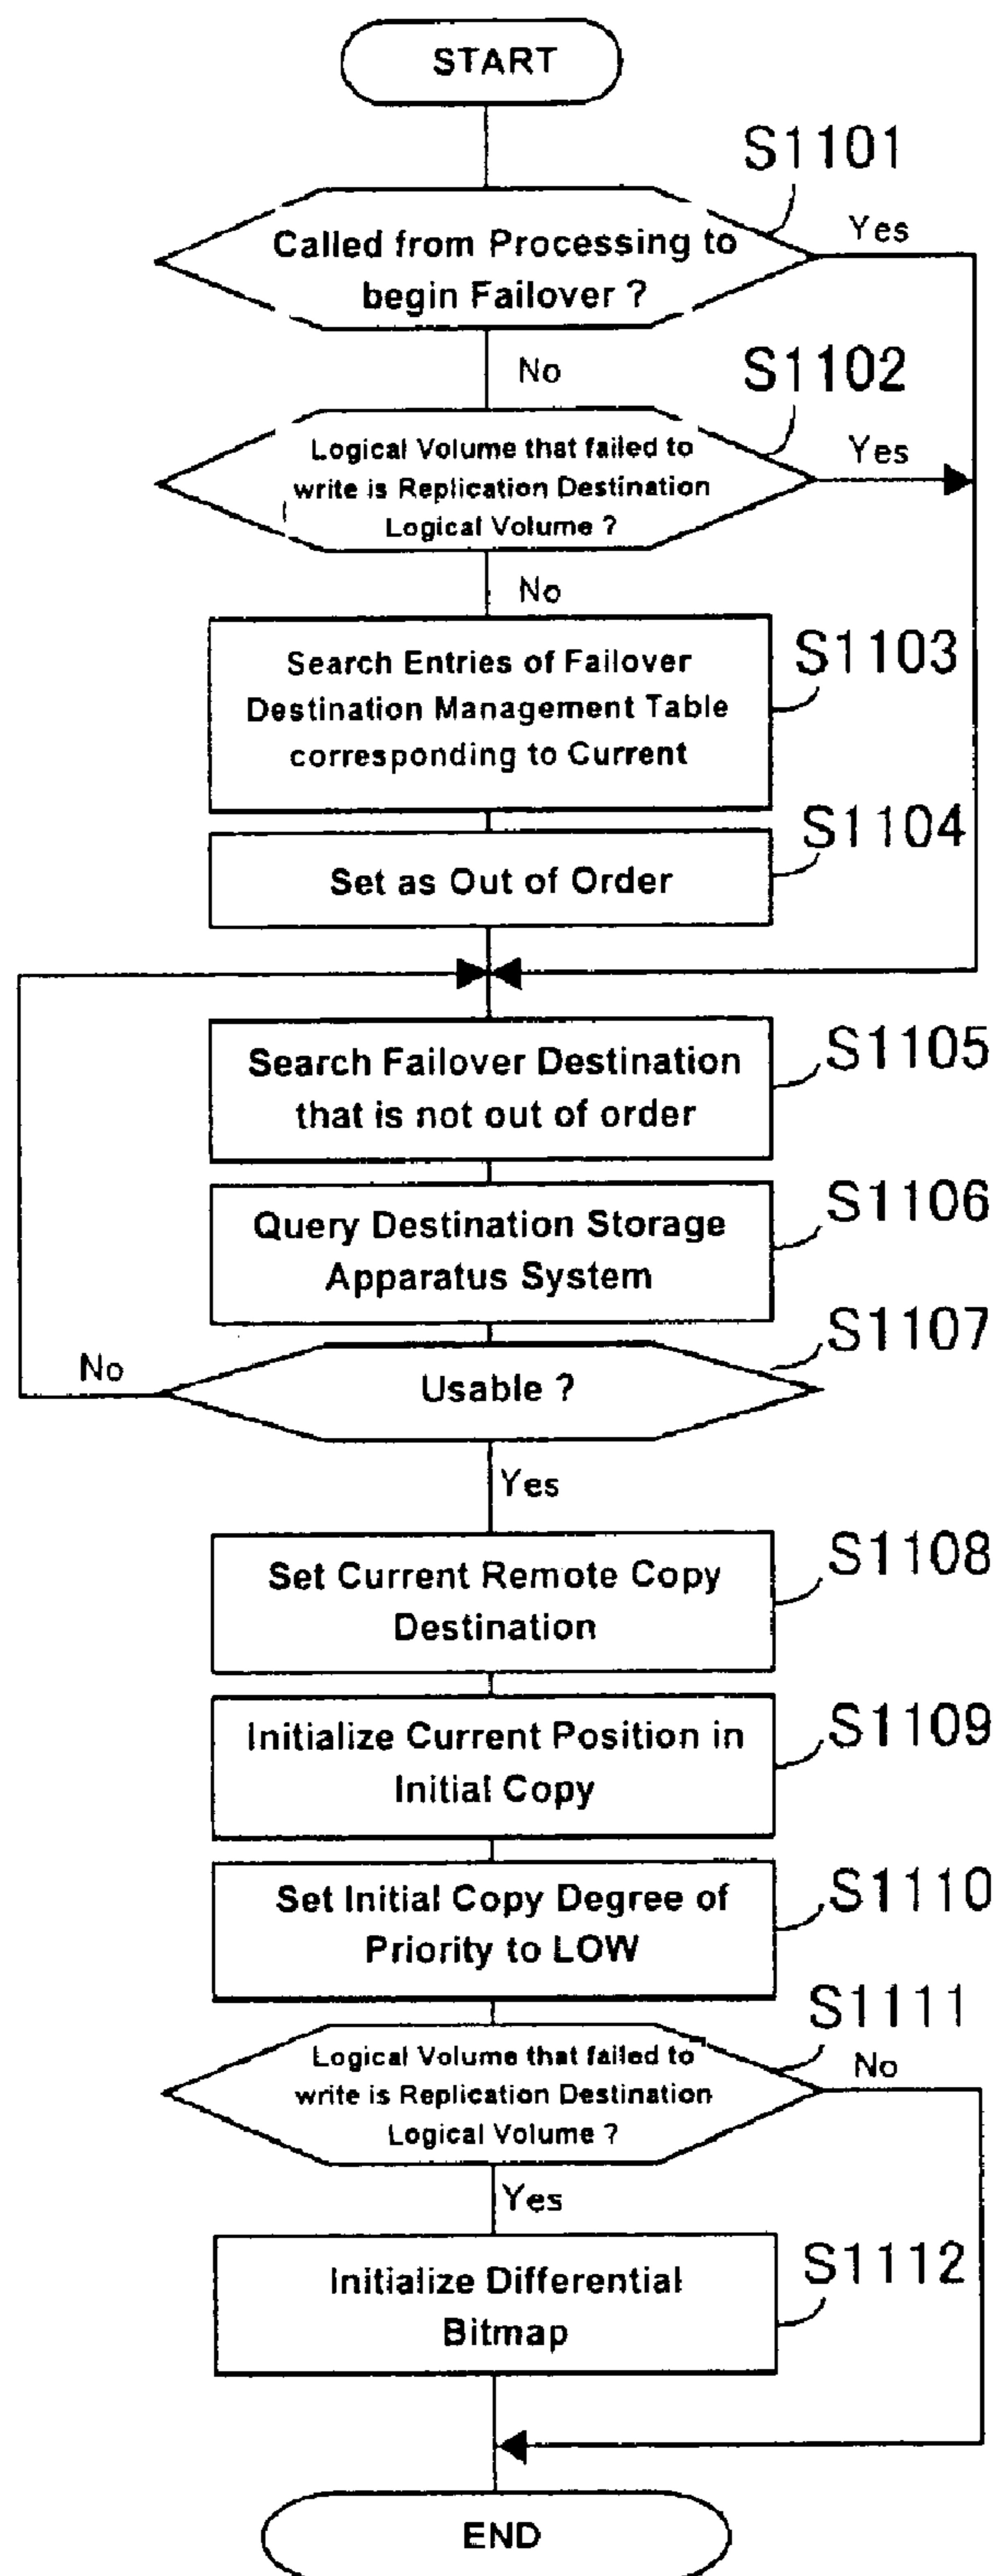 START
S1101
Called from Processing to
begin Failover ?
Yes
No
S1102
Logical Volume that failed to
write is Replication Destination
Logical Volume ?
Yes
No
S1103
Search Entries of Failover
Destination Management Table
corresponding to Current
S1104
Set as Out of Order
S1105
Search Failover Destination
that is not out of order
S1106
Query Destination Storage
Apparatus System
S1107
No
Usable ?
Yes
S1108
Set Current Remote Copy
Destination
S1109
Initialize Current Position in
Initial Copy
S1110
Set Initial Copy Degree of
Priority to LOW
S1111
Logical Volume that failed to
write is Replication Destination
Logical Volume ?
No
Yes
S1112
Initialize Differential
Bitmap
END